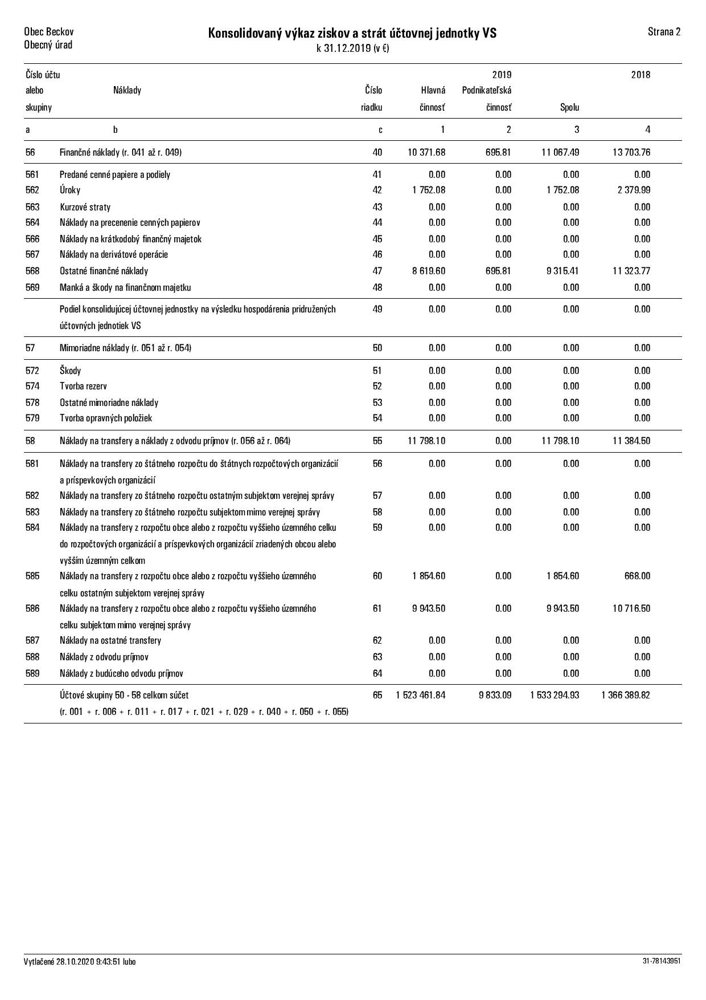 Obec Beckov
Konsolidovaný výkaz ziskov a strát účtovnej jednotky VS
Strana 2
Obecný úrad
k 31.12.2019 (v €)
Číslo účtu 2019 2018
alebo Náklady Číslo Hlavná Podnikateľská
skupiny riadku činnosť činnosť Spolu
a b c 1 2 3 4
56 Finančné náklady (r. 041 až r. 049) 40 10 371.68 695.81 11 067.49 13 703.76
561 Predané cenné papiere a podiely 41 0.00 0.00 0.00 0.00
562 Úroky 42 1 752.08 0.00 1 752.08 2 379.99
563 Kurzové straty 43 0.00 0.00 0.00 0.00
564 Náklady na precenenie cenných papierov 44 0.00 0.00 0.00 0.00
566 Náklady na krátkodobý finančný majetok 45 0.00 0.00 0.00 0.00
567 Náklady na derivátové operácie 46 0.00 0.00 0.00 0.00
568 Ostatné finančné náklady 47 8 619.60 695.81 9 315.41 11 323.77
569 Manká a škody na finančnom majetku 48 0.00 0.00 0.00 0.00
Podiel konsolidujúcej účtovnej jednostky na výsledku hospodárenia pridružených 49 0.00 0.00 0.00 0.00
účtovných jednotiek VS
57 Mimoriadne náklady (r. 051 až r. 054) 50 0.00 0.00 0.00 0.00
572 Škody 51 0.00 0.00 0.00 0.00
574 Tvorba rezerv 52 0.00 0.00 0.00 0.00
578 Ostatné mimoriadne náklady 53 0.00 0.00 0.00 0.00
579 Tvorba opravných položiek 54 0.00 0.00 0.00 0.00
58 Náklady na transfery a náklady z odvodu príjmov (r. 056 až r. 064) 55 11 798.10 0.00 11 798.10 11 384.50
581 Náklady na transfery zo štátneho rozpočtu do štátnych rozpočtových organizácií 56 0.00 0.00 0.00 0.00
a príspevkových organizácií
582 Náklady na transfery zo štátneho rozpočtu ostatným subjektom verejnej správy 57 0.00 0.00 0.00 0.00
583 Náklady na transfery zo štátneho rozpočtu subjektom mimo verejnej správy 58 0.00 0.00 0.00 0.00
584 Náklady na transfery z rozpočtu obce alebo z rozpočtu vyššieho územného celku 59 0.00 0.00 0.00 0.00
do rozpočtových organizácií a príspevkových organizácií zriadených obcou alebo
vyšším územným celkom
585 Náklady na transfery z rozpočtu obce alebo z rozpočtu vyššieho územného 60 1 854.60 0.00 1 854.60 668.00
celku ostatným subjektom verejnej správy
586 Náklady na transfery z rozpočtu obce alebo z rozpočtu vyššieho územného 61 9 943.50 0.00 9 943.50 10 716.50
celku subjektom mimo verejnej správy
587 Náklady na ostatné transfery 62 0.00 0.00 0.00 0.00
588 Náklady z odvodu príjmov 63 0.00 0.00 0.00 0.00
589 Náklady z budúceho odvodu príjmov 64 0.00 0.00 0.00 0.00
Účtové skupiny 50 - 58 celkom súčet 65 1 523 461.84 9 833.09 1 533 294.93 1 366 389.82
(r. 001 + r. 006 + r. 011 + r. 017 + r. 021 + r. 029 + r. 040 + r. 050 + r. 055)
Vytlačené 28.10.2020 9:43:51 lubo
31-78143951